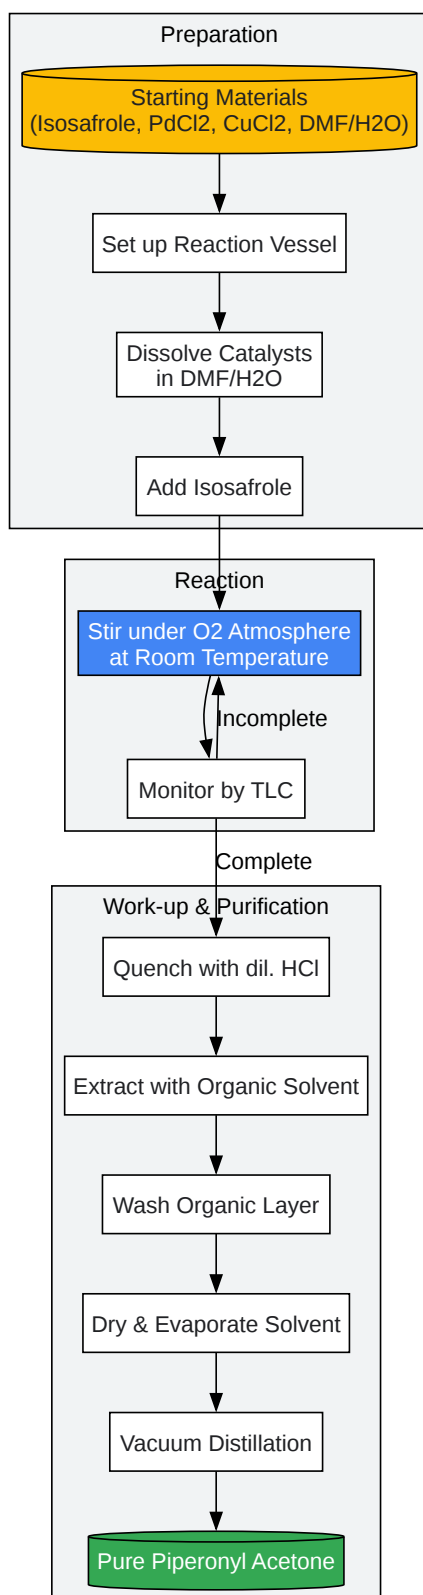 Preparation
Starting Materials
(Isosafrole, PdCl2, CuCl2, DMF/H2O)
Set up Reaction Vessel
Dissolve Catalysts
in DMF/H2O
Add Isosafrole
Reaction
Stir under O2 Atmosphere
at Room Temperature
Incomplete
Monitor by TLC
Complete
Work-up & Purification
Quench with dil. HCl
Extract with Organic Solvent
Wash Organic Layer
Dry & Evaporate Solvent
Vacuum Distillation
Pure Piperonyl Acetone